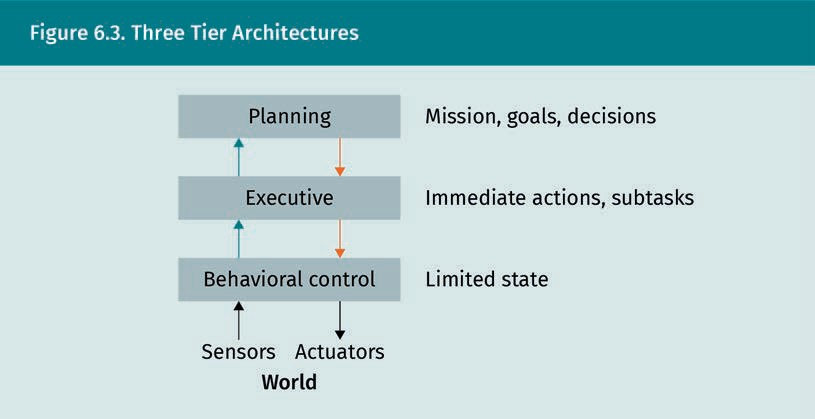 Figure 6.3. Three Tier Architectures
Planning Mission, goals, decisions
Executive Immediate actions, subtasks
Behavioral control Limited state
Sensors Actuators
World